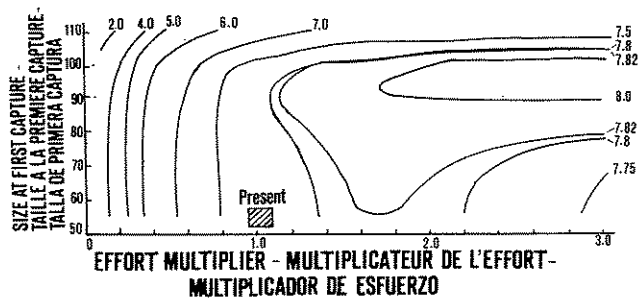 2.0 4.0 5.0 6.0 7.0
7.5
7.8
7.82
8.0
7.82
7.8
7.75
110
100
90
80
70
60
50
SIZE AT FIRST CAPTURE -
TAILLE A LA PREMIERE CAPTURE-
TALLA DE PRIMERA CAPTURA
Present
0 1.0 2.0 3.0
EFFORT MULTIPLIER - MULTIPLICATEUR DE L'EFFORT-
MULTIPLICADOR DE ESFUERZO